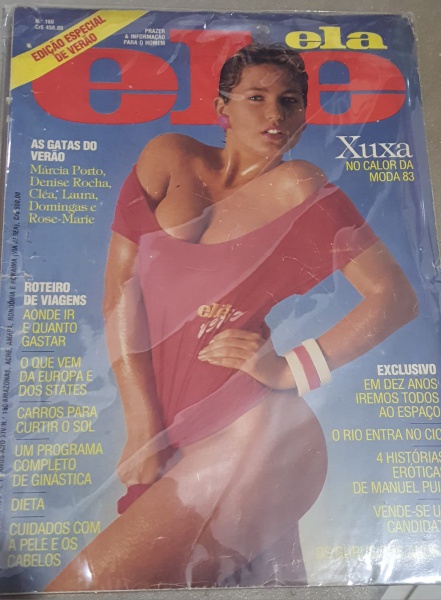 N.º 160
Cr$ 450,00
EDIÇÃO ESPECIAL
DE VERÃO
PRAZER
& INFORMAÇÃO
PARA O HOMEM
ela
ele
AS GATAS DO
VERÃO
Márcia Porto,
Denise Rocha,
Cléa, Laura,
Domingas e
Rose-Marie
Xuxa
NO CALOR DA
MODA 83
ROTEIRO
DE VIAGENS
AONDE IR
E QUANTO
GASTAR
O QUE VEM
DA EUROPA E
DOS STATES
CARROS PARA
CURTIR O SOL
UM PROGRAMA
COMPLETO
DE GINÁSTICA
DIETA
CUIDADOS COM
A PELE E OS
CABELOS
ele
EXCLUSIVO
EM DEZ ANOS
IREMOS TODOS
AO ESPAÇO
O RIO ENTRA NO CIO
4 HISTÓRIAS
ERÓTICAS
DE MANUEL PUI
VENDE-SE U
CANDIDAT